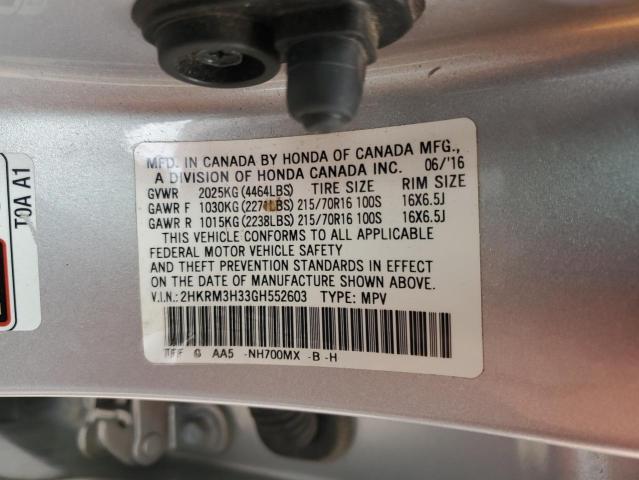 MFD. IN CANADA BY HONDA OF CANADA MFG.,
A DIVISION OF HONDA CANADA INC. 06/'16
GVWR 2025KG(4464LBS) TIRE SIZE RIM SIZE
GAWR F 1030KG(2271LBS) 215/70R16 100S 16X6.5J
GAWR R 1015KG(2238LBS) 215/70R16 100S 16X6.5J
THIS VEHICLE CONFORMS TO ALL APPLICABLE
FEDERAL MOTOR VEHICLE SAFETY
AND THEFT PREVENTION STANDARDS IN EFFECT
ON THE DATE OF MANUFACTURE SHOWN ABOVE.
V.I.N.: 2HKRM3H33GH552603 TYPE: MPV
AA5 -NH700MX -B -H
T0A A1